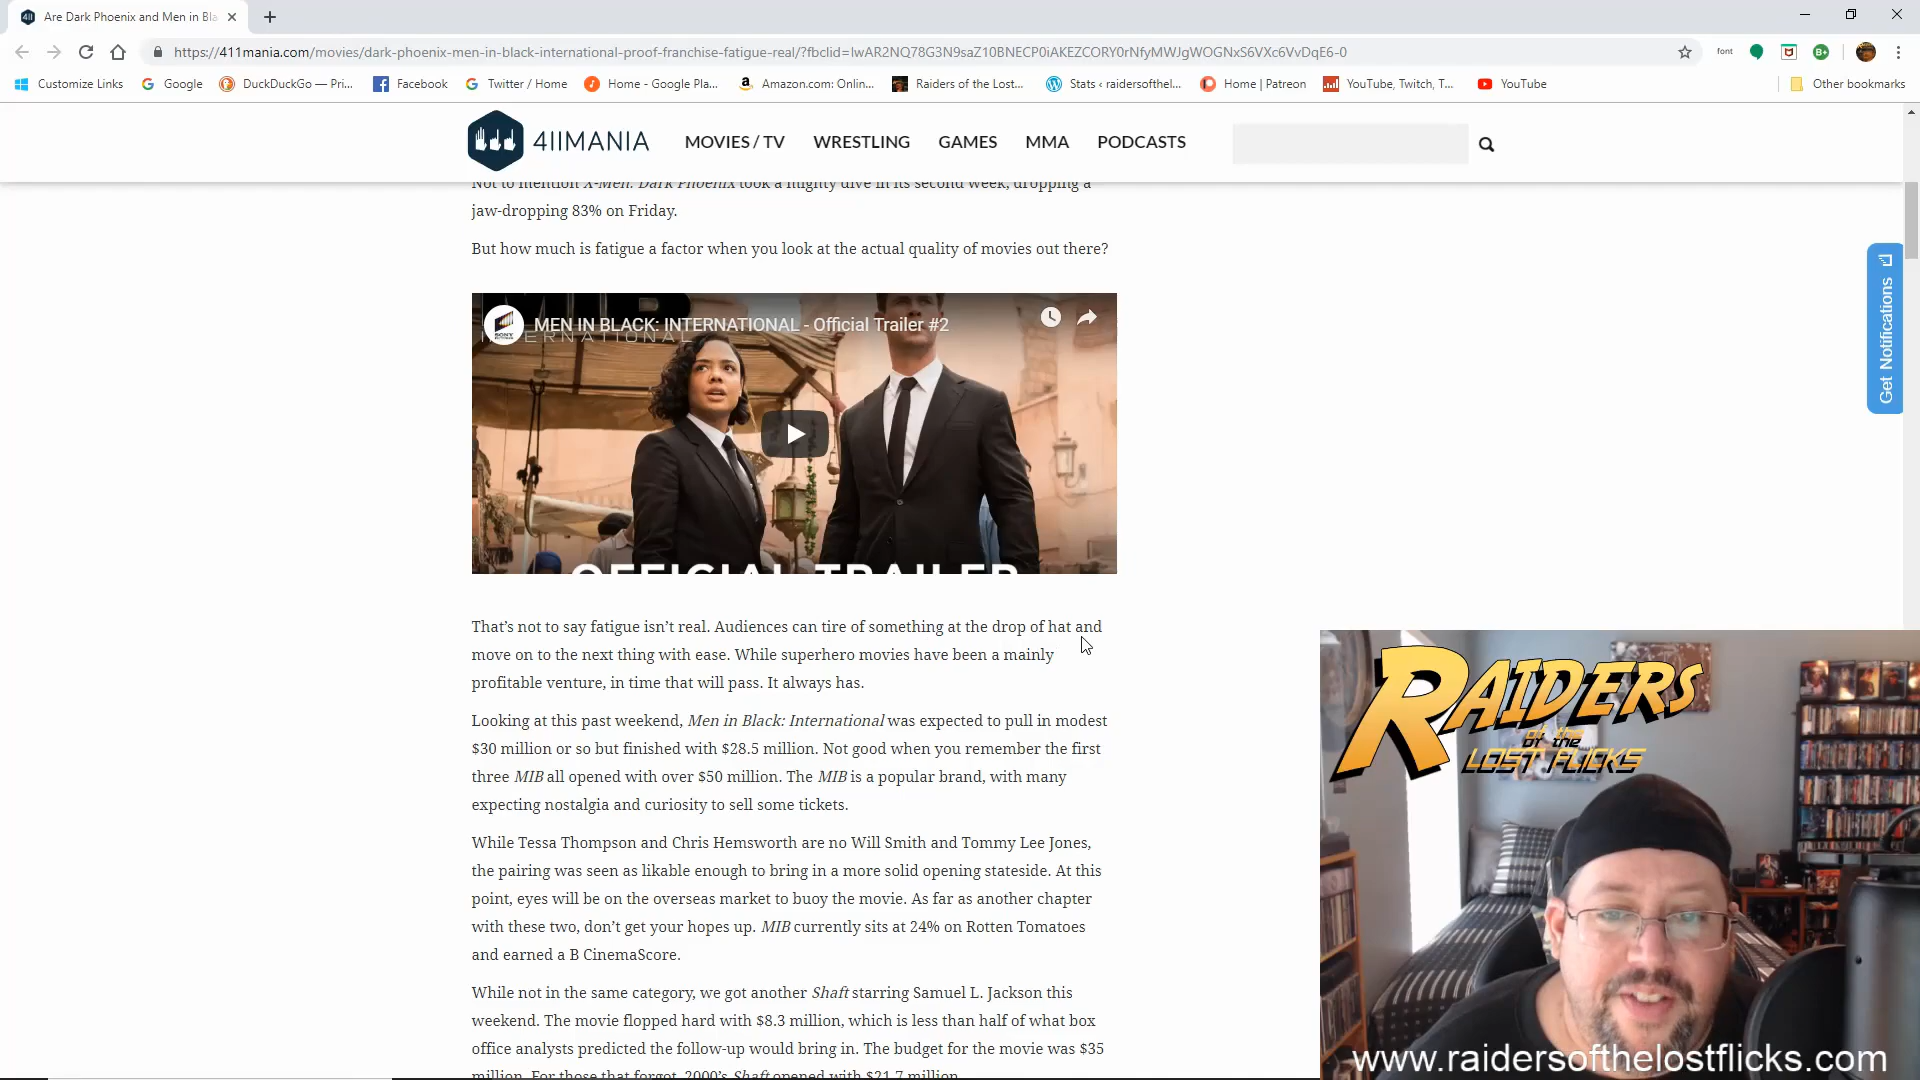 Are Dark Phoenix and Men in Bla
https://411mania.com/movies/dark-phoenix-men-in-black-international-proof-franchise-fatigue-real/?fbclid=IwAR2NQ78G3N9saZ10BNECP0iAKEZCORY0rNfyMWJgWOGNxS6VXc6VvDqE6-0
font
Customize Links Google DuckDuckGo — Pri... Facebook Twitter / Home Home - Google Pla... Amazon.com: Onlin... Raiders of the Lost... Stats ‹ raidersofthel... Home | Patreon YouTube, Twitch, T... YouTube Other bookmarks
411MANIA MOVIES / TV WRESTLING GAMES MMA PODCASTS
Not to mention X-Men: Dark Phoenix took a mighty dive in its second week, dropping a
jaw-dropping 83% on Friday.
But how much is fatigue a factor when you look at the actual quality of movies out there?
MEN IN BLACK: INTERNATIONAL - Official Trailer #2
OFFICIAL TRAILER
Get Notifications
That's not to say fatigue isn't real. Audiences can tire of something at the drop of hat and
move on to the next thing with ease. While superhero movies have been a mainly
profitable venture, in time that will pass. It always has.
Looking at this past weekend, Men in Black: International was expected to pull in modest
$30 million or so but finished with $28.5 million. Not good when you remember the first
three MIB all opened with over $50 million. The MIB is a popular brand, with many
expecting nostalgia and curiosity to sell some tickets.
While Tessa Thompson and Chris Hemsworth are no Will Smith and Tommy Lee Jones,
the pairing was seen as likable enough to bring in a more solid opening stateside. At this
point, eyes will be on the overseas market to buoy the movie. As far as another chapter
with these two, don't get your hopes up. MIB currently sits at 24% on Rotten Tomatoes
and earned a B CinemaScore.
While not in the same category, we got another Shaft starring Samuel L. Jackson this
weekend. The movie flopped hard with $8.3 million, which is less than half of what box
office analysts predicted the follow-up would bring in. The budget for the movie was $35
million. For those that forgot, 2000's Shaft opened with $21.7 million.
RAIDERS
of the
LOST FLICKS
www.raidersofthelostflicks.com